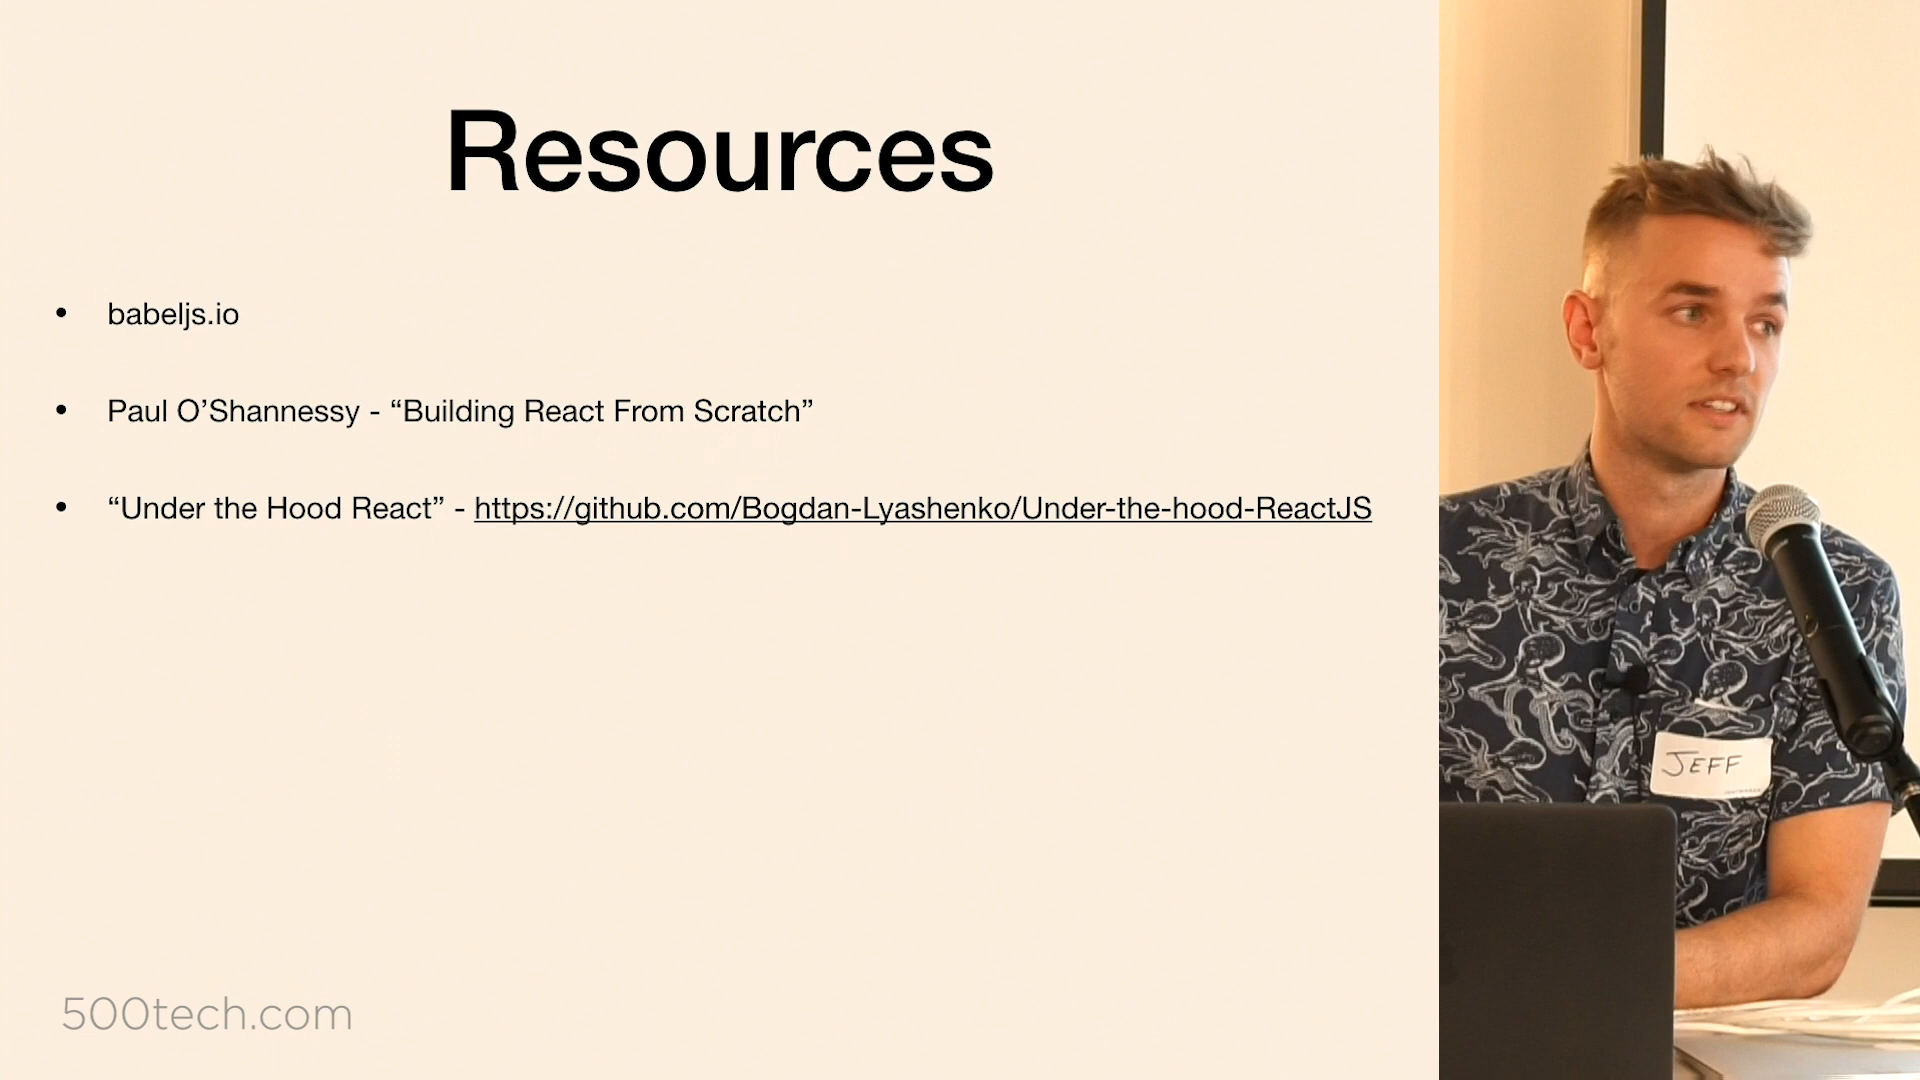 Resources
• babeljs.io
• Paul O’Shannessy - “Building React From Scratch”
• “Under the Hood React” - https://github.com/Bogdan-Lyashenko/Under-the-hood-ReactJS
500tech.com
JEFF